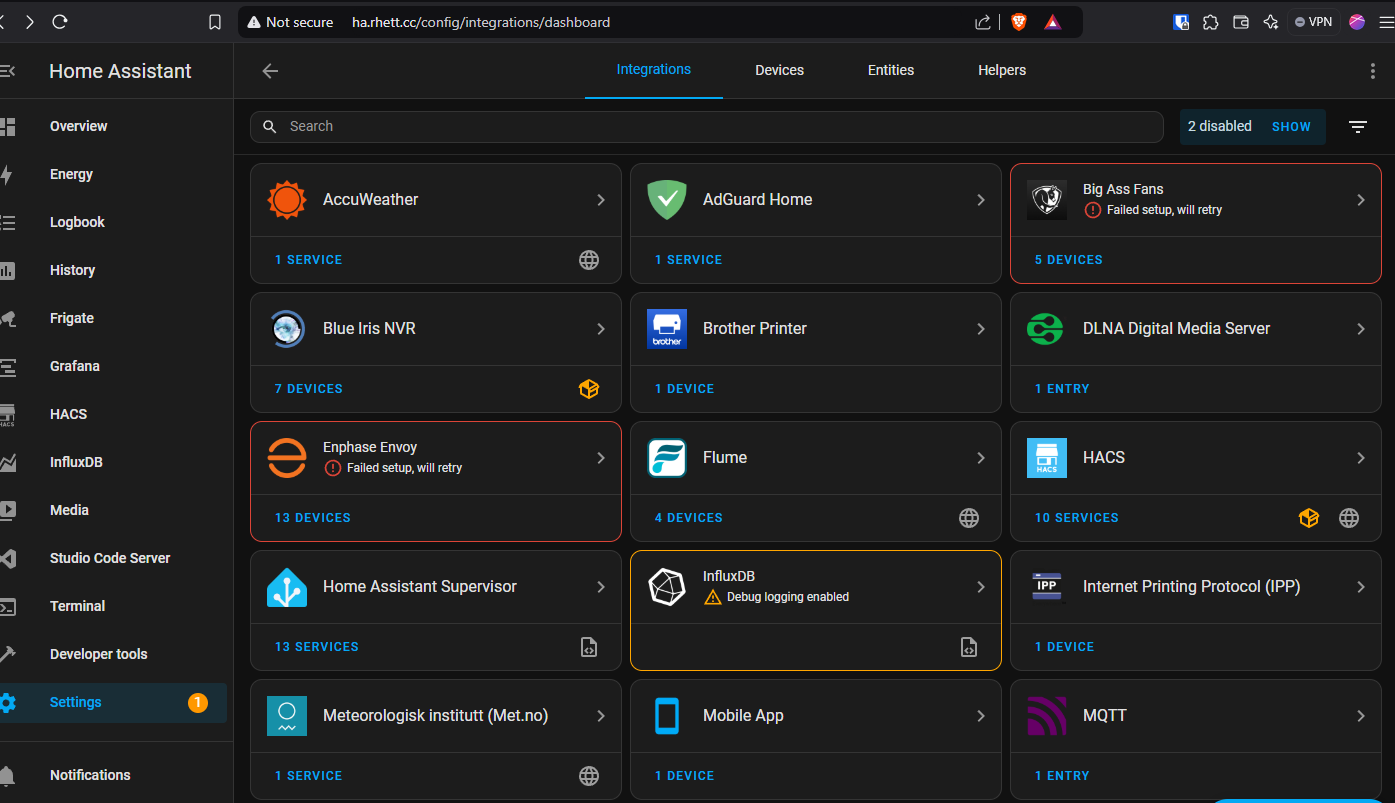 Not secure
ha.rhett.cc/config/integrations/dashboard
VPN
Home Assistant
Integrations
Devices
Entities
Helpers
Overview
Energy
Logbook
History
Frigate
Grafana
HACS
HACS
InfluxDB
Media
Studio Code Server
Terminal
Developer tools
Settings
1
Notifications
Search
2 disabled
SHOW
AccuWeather
1 SERVICE
AdGuard Home
1 SERVICE
Big Ass Fans
Failed setup, will retry
5 DEVICES
Blue Iris NVR
7 DEVICES
brother
Brother Printer
1 DEVICE
DLNA Digital Media Server
1 ENTRY
Enphase Envoy
Failed setup, will retry
13 DEVICES
Flume
4 DEVICES
HACS
HACS
10 SERVICES
Home Assistant Supervisor
13 SERVICES
InfluxDB
Debug logging enabled
IPP
Internet Printing Protocol (IPP)
1 DEVICE
Meteorologisk institutt (Met.no)
1 SERVICE
Mobile App
1 DEVICE
MQTT
1 ENTRY